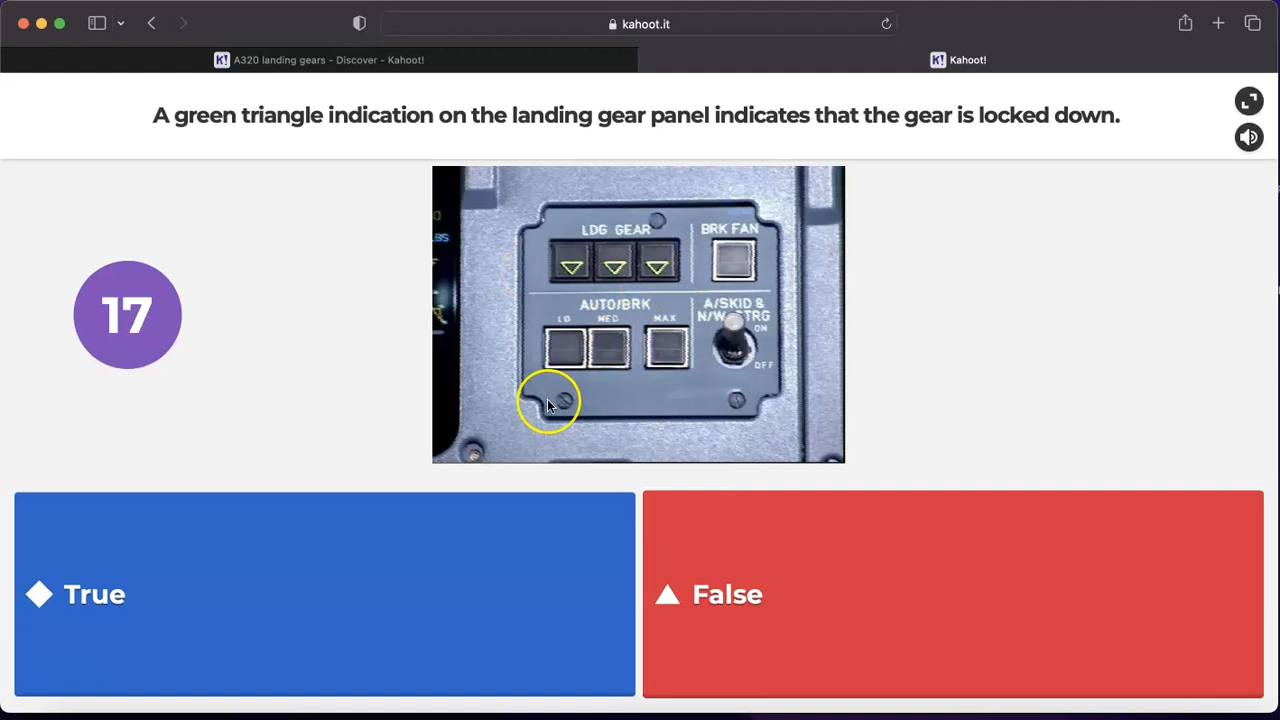 kahoot.it
A320 landing gears - Discover - Kahoot!
Kahoot!
A green triangle indication on the landing gear panel indicates that the gear is locked down.
17
LBS
LDG GEAR
BRK FAN
AUTO/BRK
LO MED MAX
A/SKID &
N/W STRG
ON
OFF
True
False